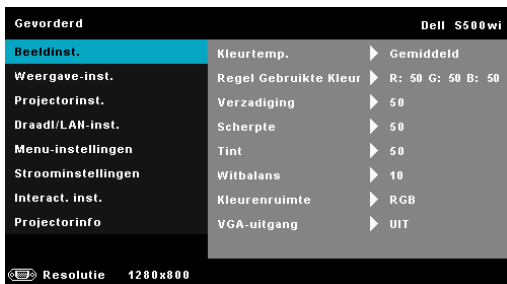 Gevorderd Dell S500wi
Beeldinst. Kleurtemp. Gemiddeld
Weergave-inst. Regel Gebruikte Kleur R: 50 G: 50 B: 50
Projectorinst. Verzadiging 50
Draadl/LAN-inst. Scherpte 50
Menu-instellingen Tint 50
Stroominstellingen Witbalans 10
Interact. inst. Kleurenruimte RGB
Projectorinfo VGA-uitgang UIT
Resolutie 1280x800